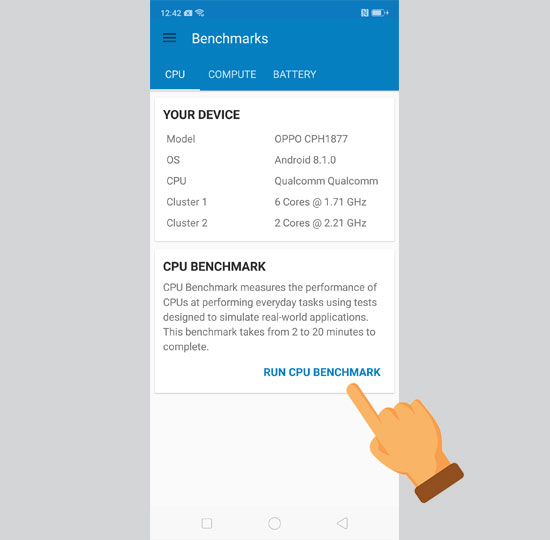 12:42
Benchmarks
CPU COMPUTE BATTERY
YOUR DEVICE
Model OPPO CPH1877
OS Android 8.1.0
CPU Qualcomm Qualcomm
Cluster 1 6 Cores @ 1.71 GHz
Cluster 2 2 Cores @ 2.21 GHz
CPU BENCHMARK
CPU Benchmark measures the performance of
CPUs at performing everyday tasks using tests
designed to simulate real-world applications.
This benchmark takes from 2 to 20 minutes to
complete.
RUN CPU BENCHMARK